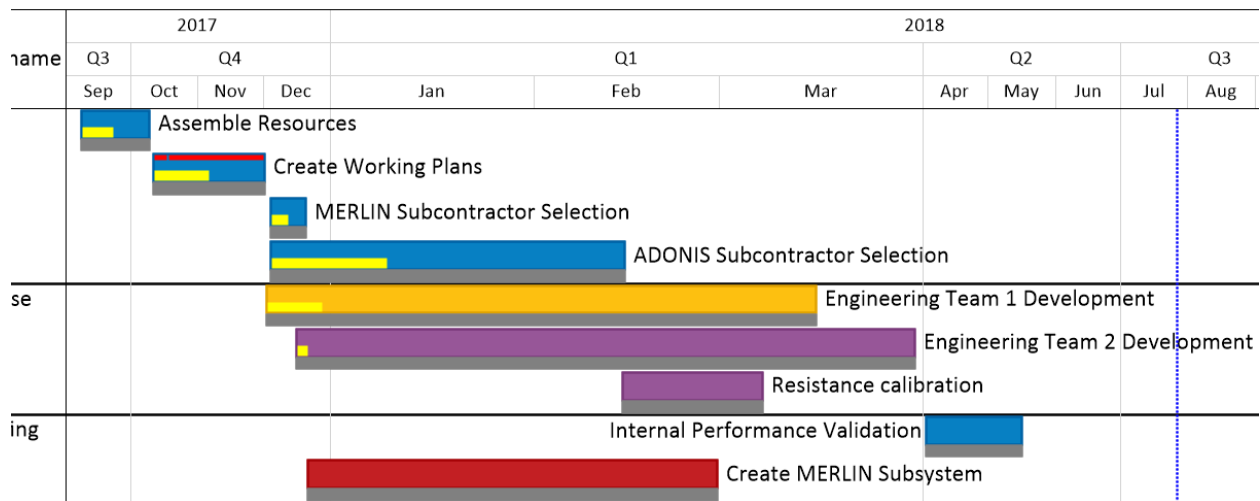 2017 2018
name Q3 Q4 Q1 Q2 Q3
Sep Oct Nov Dec Jan Feb Mar Apr May Jun Jul Aug
Assemble Resources
Create Working Plans
MERLIN Subcontractor Selection
ADONIS Subcontractor Selection
se Engineering Team 1 Development
Engineering Team 2 Development
Resistance calibration
ing Internal Performance Validation
Create MERLIN Subsystem